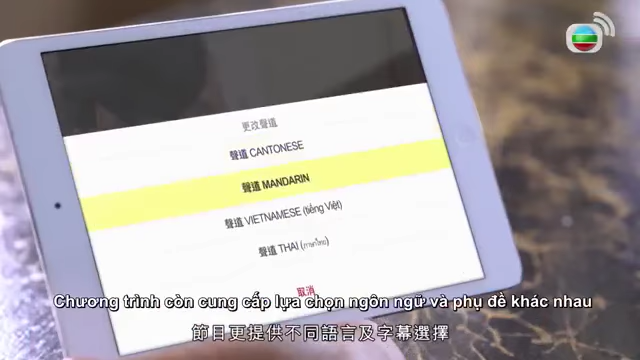 更改聲道
聲道 CANTONESE
聲道 MANDARIN
聲道 VIETNAMESE (tiếng Việt)
聲道 THAI (ภาษาไทย)
取消
Chương trình còn cung cấp lựa chọn ngôn ngữ và phụ đề khác nhau
節目更提供不同語言及字幕選擇